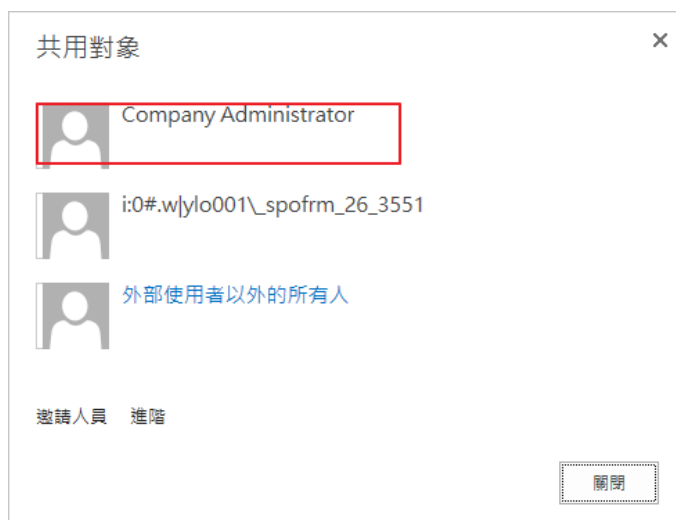 共用對象
Company Administrator
i:0#.w|ylo001\_spofrm_26_3551
外部使用者以外的所有人
邀請人員 進階
關閉